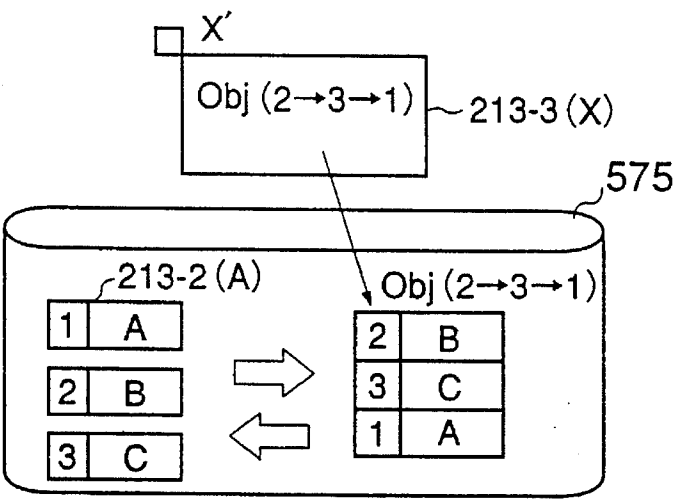 X′
Obj (2→3→1)
213-3 (X)
575
213-2 (A)
Obj (2→3→1)
1 A
2 B
3 C
2 B
3 C
1 A